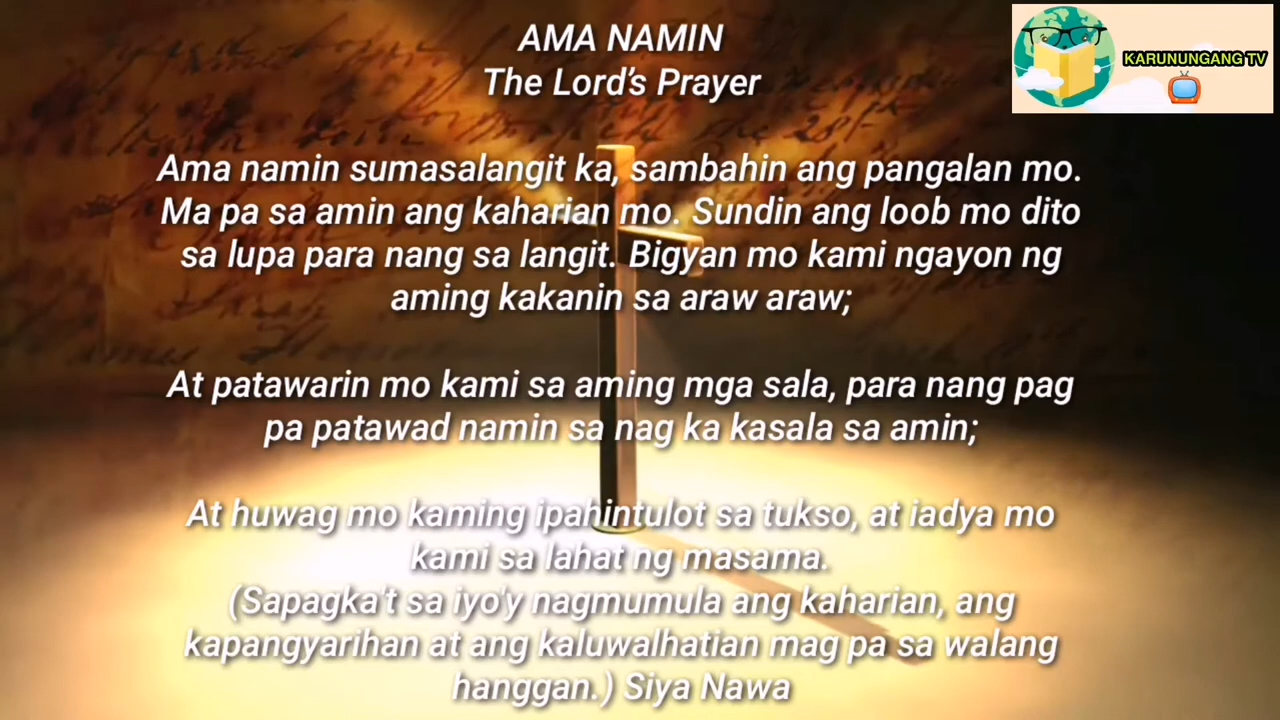 AMA NAMIN
The Lord's Prayer
KARUNUNGANG TV
Ama namin sumasalangit ka, sambahin ang pangalan mo.
Ma pa sa amin ang kaharian mo. Sundin ang loob mo dito
sa lupa para nang sa langit. Bigyan mo kami ngayon ng
aming kakanin sa araw araw;
At patawarin mo kami sa aming mga sala, para nang pag
pa patawad namin sa nag ka kasala sa amin;
At huwag mo kaming ipahintulot sa tukso, at iadya mo
kami sa lahat ng masama.
(Sapagka't sa iyo'y nagmumula ang kaharian, ang
kapangyarihan at ang kaluwalhatian mag pa sa walang
hanggan.) Siya Nawa